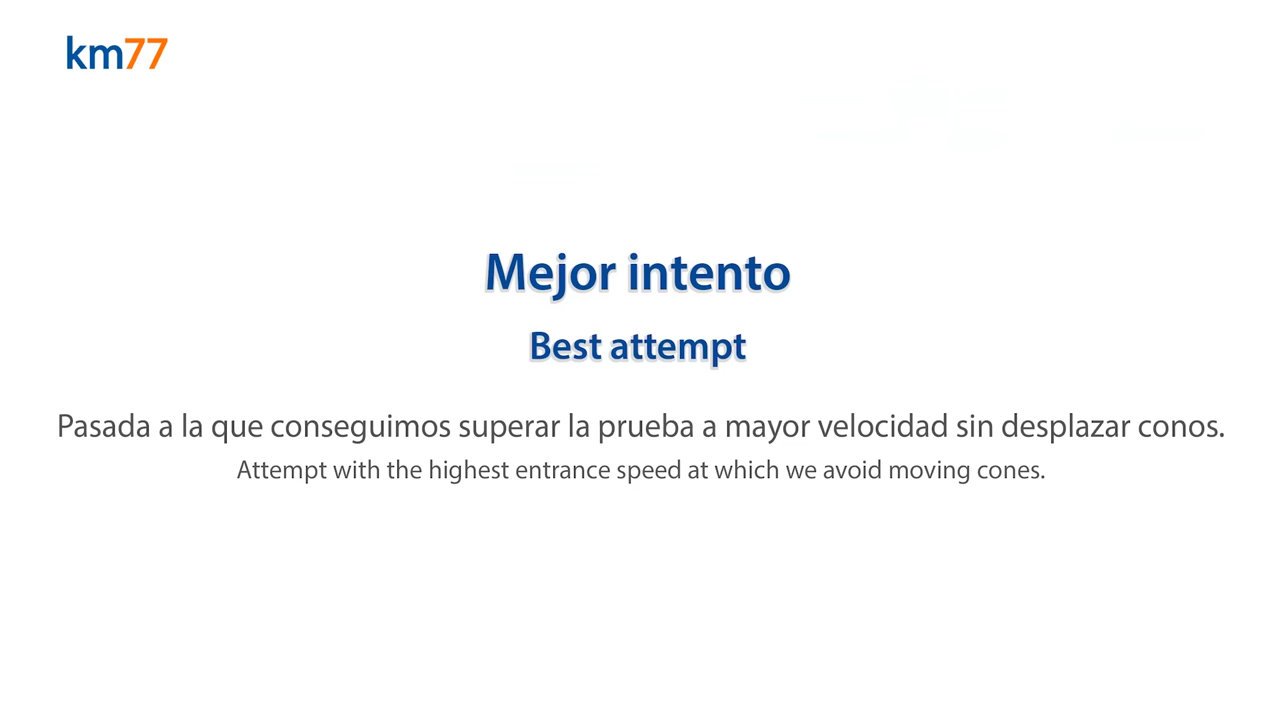 km77
Mejor intento
Best attempt
Pasada a la que conseguimos superar la prueba a mayor velocidad sin desplazar conos.
Attempt with the highest entrance speed at which we avoid moving cones.